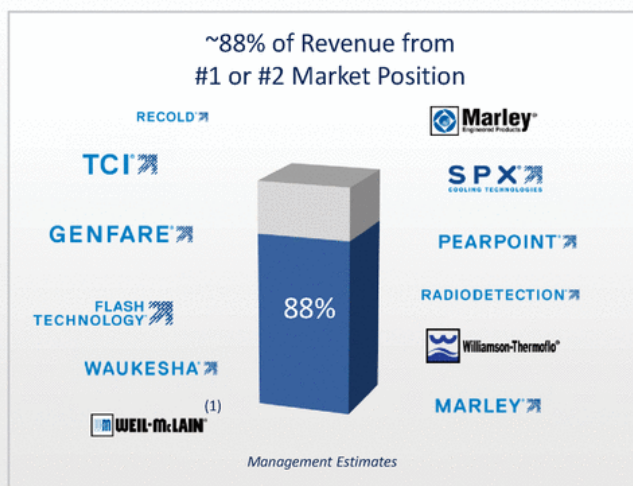 ~88% of Revenue from
#1 or #2 Market Position
RECOLD®
TCI®
GENFARE®
FLASH
TECHNOLOGY®
WAUKESHA®
(1)
WEIL-McLAIN®
88%
Marley®
Engineered Products
SPX®
COOLING TECHNOLOGIES
PEARPOINT®
RADIODETECTION®
Williamson-Thermoflo®
MARLEY®
Management Estimates